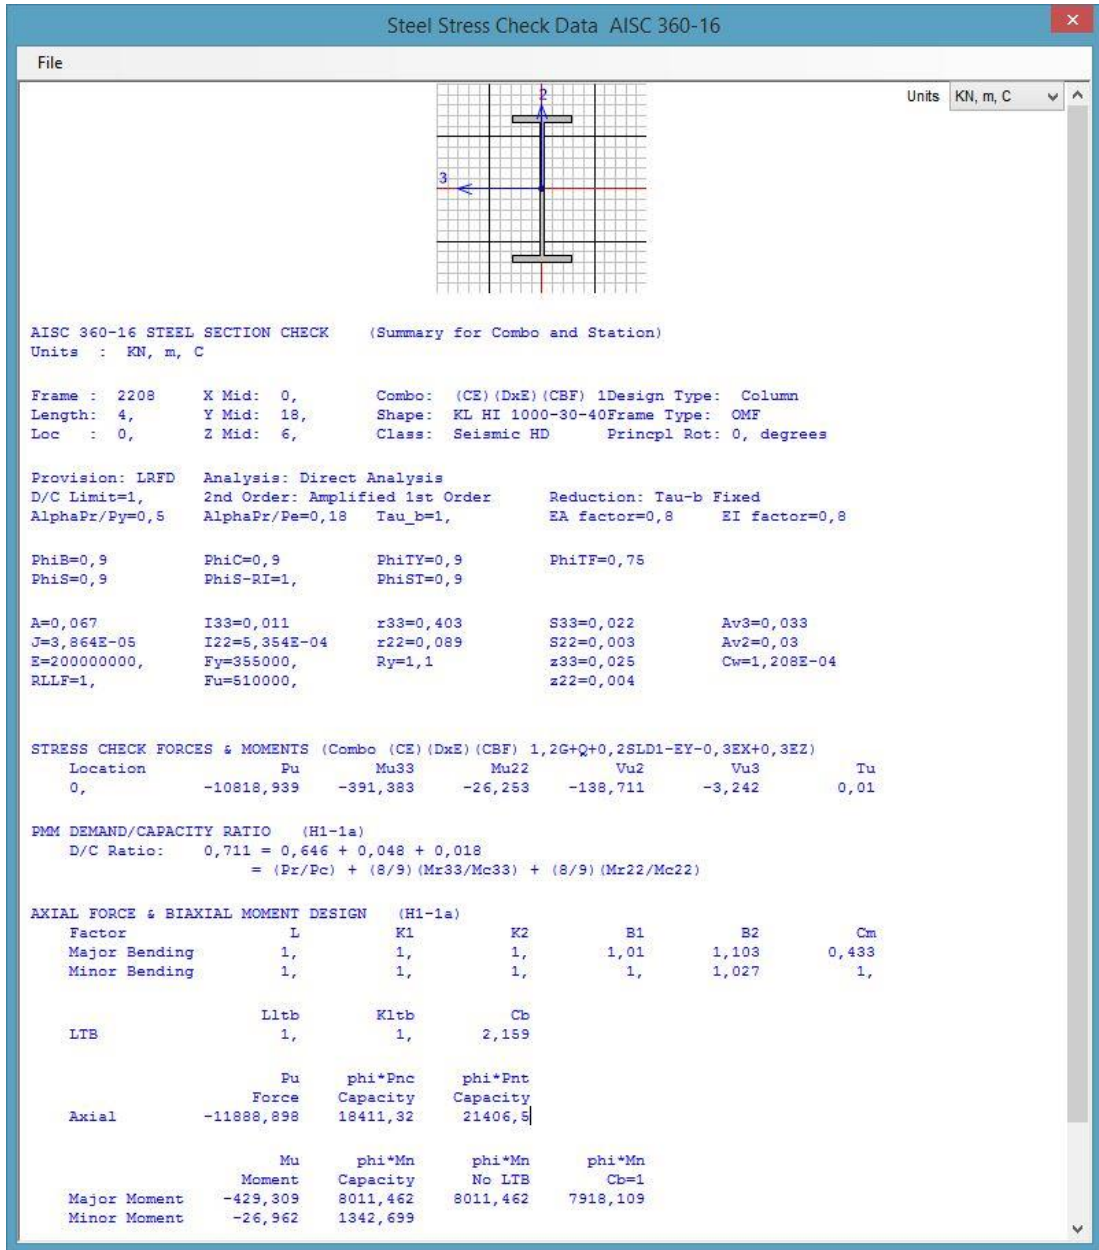 Steel Stress Check Data AISC 360-16
File
Units KN, m, C
2
3
AISC 360-16 STEEL SECTION CHECK (Summary for Combo and Station)
Units : KN, m, C
Frame : 2208 X Mid: 0, Combo: (CE)(DxE)(CBF) 1Design Type: Column
Length: 4, Y Mid: 18, Shape: KL HI 1000-30-40Frame Type: OMF
Loc : 0, Z Mid: 6, Class: Seismic HD Princpl Rot: 0, degrees
Provision: LRFD Analysis: Direct Analysis
D/C Limit=1, 2nd Order: Amplified 1st Order Reduction: Tau-b Fixed
AlphaPr/Py=0,5 AlphaPr/Pe=0,18 Tau_b=1, EA factor=0,8 EI factor=0,8
PhiB=0,9 PhiC=0,9 PhiTY=0,9 PhiTF=0,75
PhiS=0,9 PhiS-RI=1, PhiST=0,9
A=0,067 I33=0,011 r33=0,403 S33=0,022 Av3=0,033
J=3,864E-05 I22=5,354E-04 r22=0,089 S22=0,003 Av2=0,03
E=200000000, Fy=355000, Ry=1,1 z33=0,025 Cw=1,208E-04
RLLF=1, Fu=510000, z22=0,004
STRESS CHECK FORCES & MOMENTS (Combo (CE)(DxE)(CBF) 1,2G+Q+0,2SLD1-EY-0,3EX+0,3EZ)
Location Pu Mu33 Mu22 Vu2 Vu3 Tu
0, -10818,939 -391,383 -26,253 -138,711 -3,242 0,01
PMM DEMAND/CAPACITY RATIO (H1-1a)
D/C Ratio: 0,711 = 0,646 + 0,048 + 0,018
= (Pr/Pc) + (8/9)(Mr33/Mc33) + (8/9)(Mr22/Mc22)
AXIAL FORCE & BIAXIAL MOMENT DESIGN (H1-1a)
Factor L K1 K2 B1 B2 Cm
Major Bending 1, 1, 1, 1,01 1,103 0,433
Minor Bending 1, 1, 1, 1, 1,027 1,
Lltb Kltb Cb
LTB 1, 1, 2,159
Pu phi*Pnc phi*Pnt
Force Capacity Capacity
Axial -11888,898 18411,32 21406,5
Mu phi*Mn phi*Mn phi*Mn
Moment Capacity No LTB Cb=1
Major Moment -429,309 8011,462 8011,462 7918,109
Minor Moment -26,962 1342,699